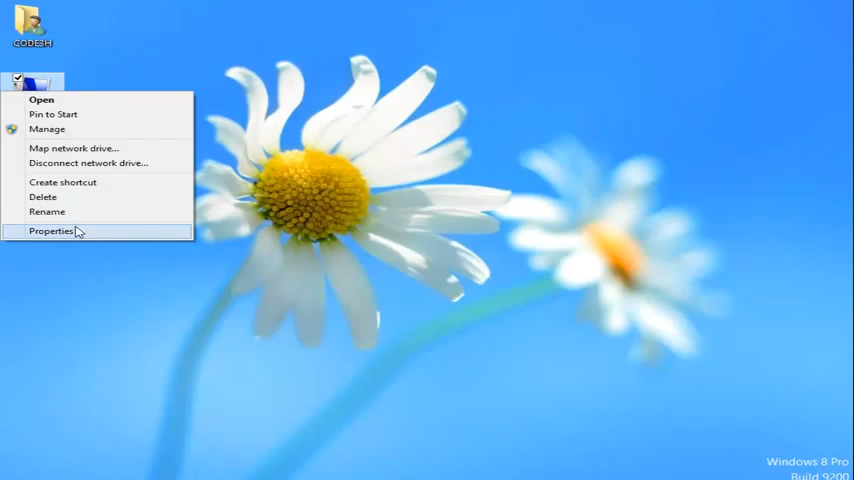 CODE3H
Open
Pin to Start
Manage
Map network drive...
Disconnect network drive...
Create shortcut
Delete
Rename
Properties
Windows 8 Pro
Build 9200